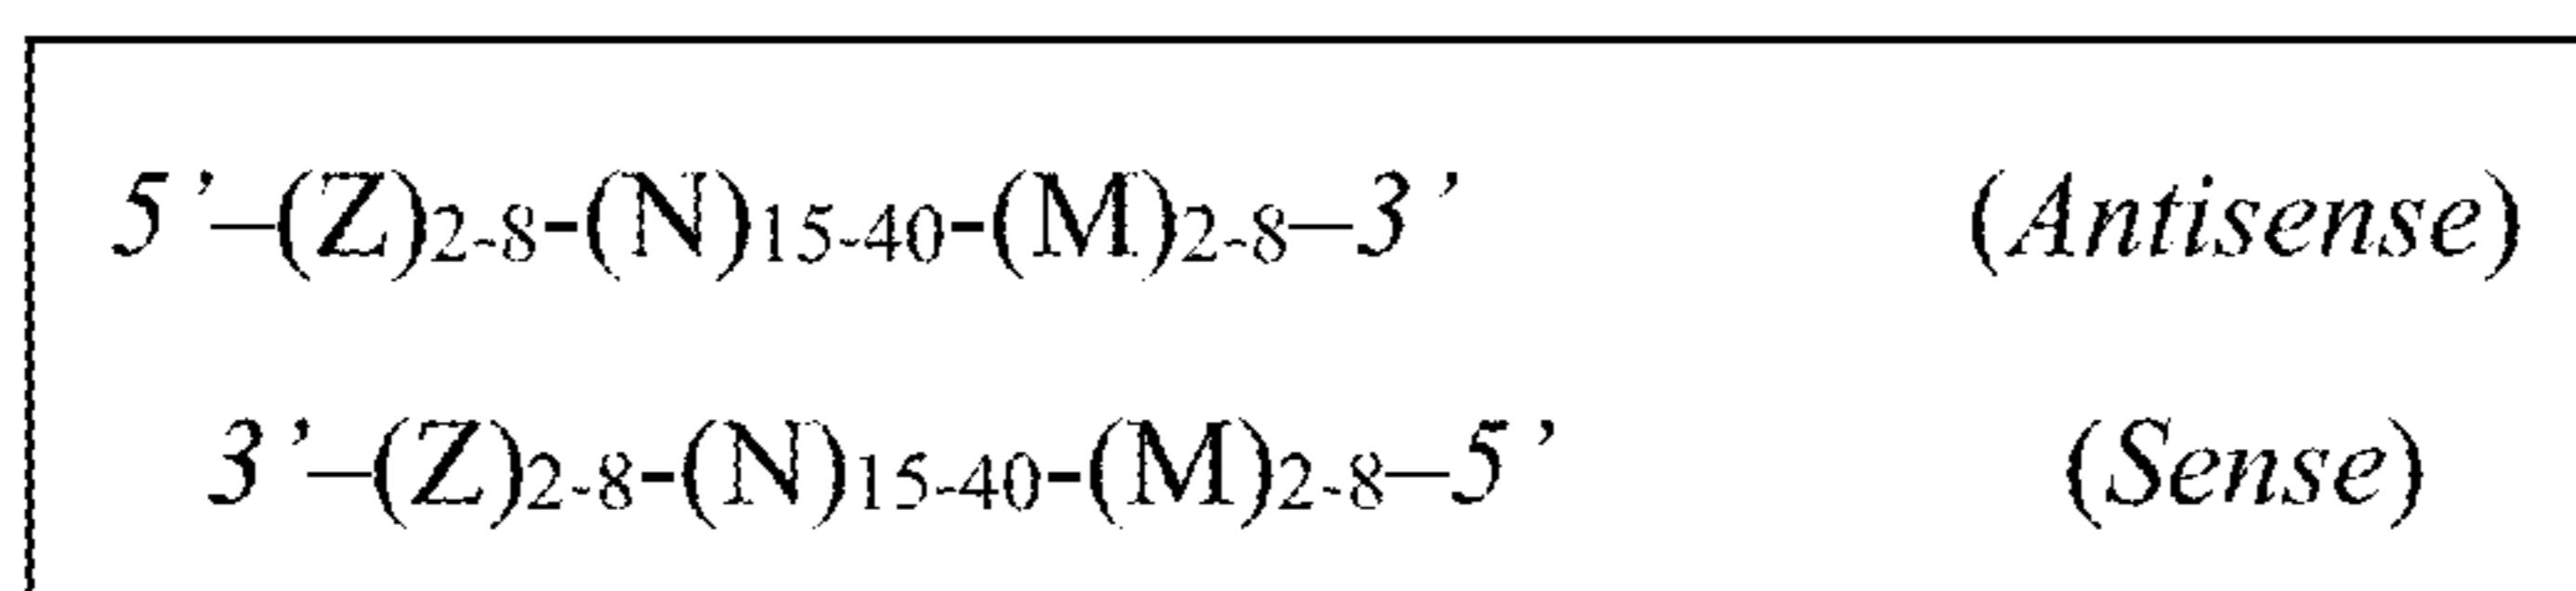 5’–(Z)2-8-(N)15-40-(M)2-8–3’ (Antisense)
3’–(Z)2-8-(N)15-40-(M)2-8–5’ (Sense)